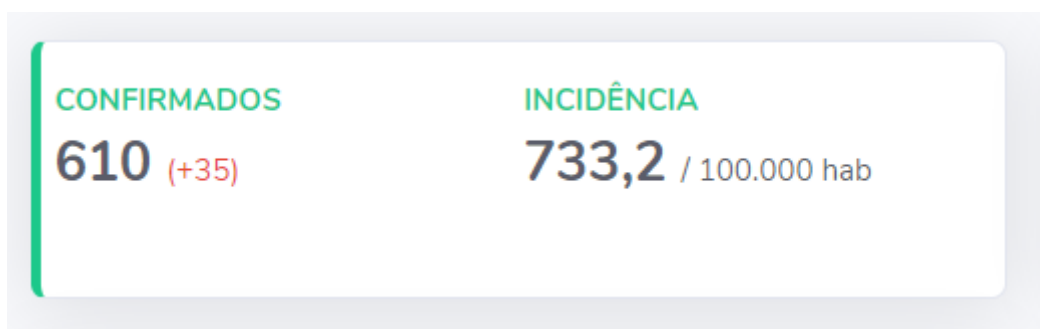 CONFIRMADOS
610 (+35)
INCIDÊNCIA
733,2 / 100.000 hab